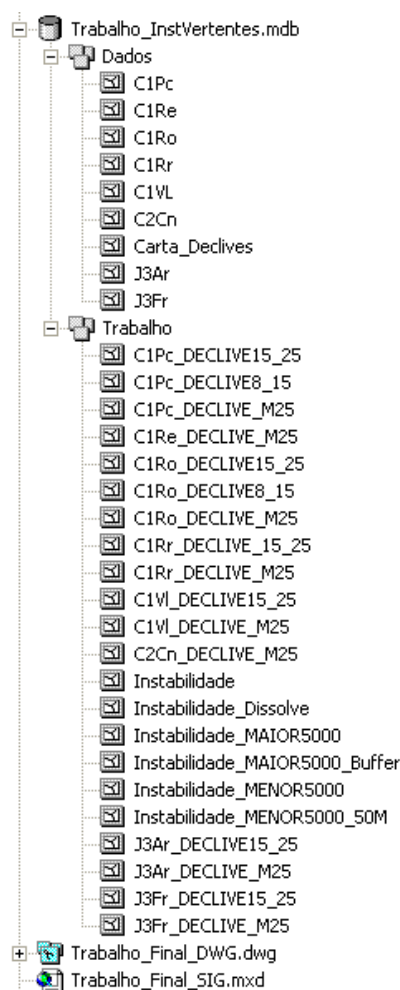 Trabalho_InstVertentes.mdb
Dados
C1Pc
C1Re
C1Ro
C1Rr
C1VL
C2Cn
Carta_Declives
J3Ar
J3Fr
Trabalho
C1Pc_DECLIVE15_25
C1Pc_DECLIVE8_15
C1Pc_DECLIVE_M25
C1Re_DECLIVE_M25
C1Ro_DECLIVE15_25
C1Ro_DECLIVE8_15
C1Ro_DECLIVE_M25
C1Rr_DECLIVE_15_25
C1Rr_DECLIVE_M25
C1Vl_DECLIVE15_25
C1Vl_DECLIVE_M25
C2Cn_DECLIVE_M25
Instabilidade
Instabilidade_Dissolve
Instabilidade_MAIOR5000
Instabilidade_MAIOR5000_Buffer
Instabilidade_MENOR5000
Instabilidade_MENOR5000_50M
J3Ar_DECLIVE15_25
J3Ar_DECLIVE_M25
J3Fr_DECLIVE15_25
J3Fr_DECLIVE_M25
Trabalho_Final_DWG.dwg
Trabalho_Final_SIG.mxd